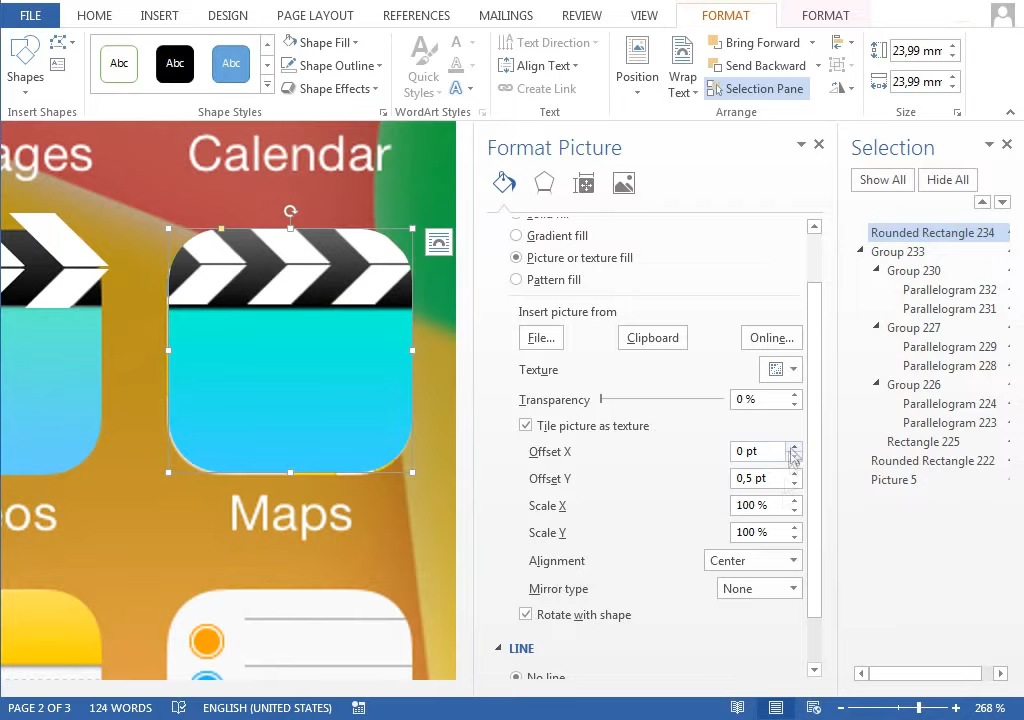 FILE HOME INSERT DESIGN PAGE LAYOUT REFERENCES MAILINGS REVIEW VIEW FORMAT FORMAT
Shapes
Abc Abc Abc
Shape Fill
Shape Outline
Shape Effects
Quick
Styles
A
A
A
Text Direction
Align Text
Create Link
Position
Wrap
Text
Bring Forward
Send Backward
Selection Pane
23,99 mm
23,99 mm
Insert Shapes Shape Styles WordArt Styles Text Arrange Size
ages Calendar
os Maps
Format Picture
Solid fill
Gradient fill
Picture or texture fill
Pattern fill
Insert picture from
File... Clipboard Online...
Texture
Transparency 0 %
Tile picture as texture
Offset X 0 pt
Offset Y 0,5 pt
Scale X 100 %
Scale Y 100 %
Alignment Center
Mirror type None
Rotate with shape
LINE
No line
Selection
Show All Hide All
Rounded Rectangle 234
Group 233
Group 230
Parallelogram 232
Parallelogram 231
Group 227
Parallelogram 229
Parallelogram 228
Group 226
Parallelogram 224
Parallelogram 223
Rectangle 225
Rounded Rectangle 222
Picture 5
PAGE 2 OF 3 124 WORDS ENGLISH (UNITED STATES) 268 %